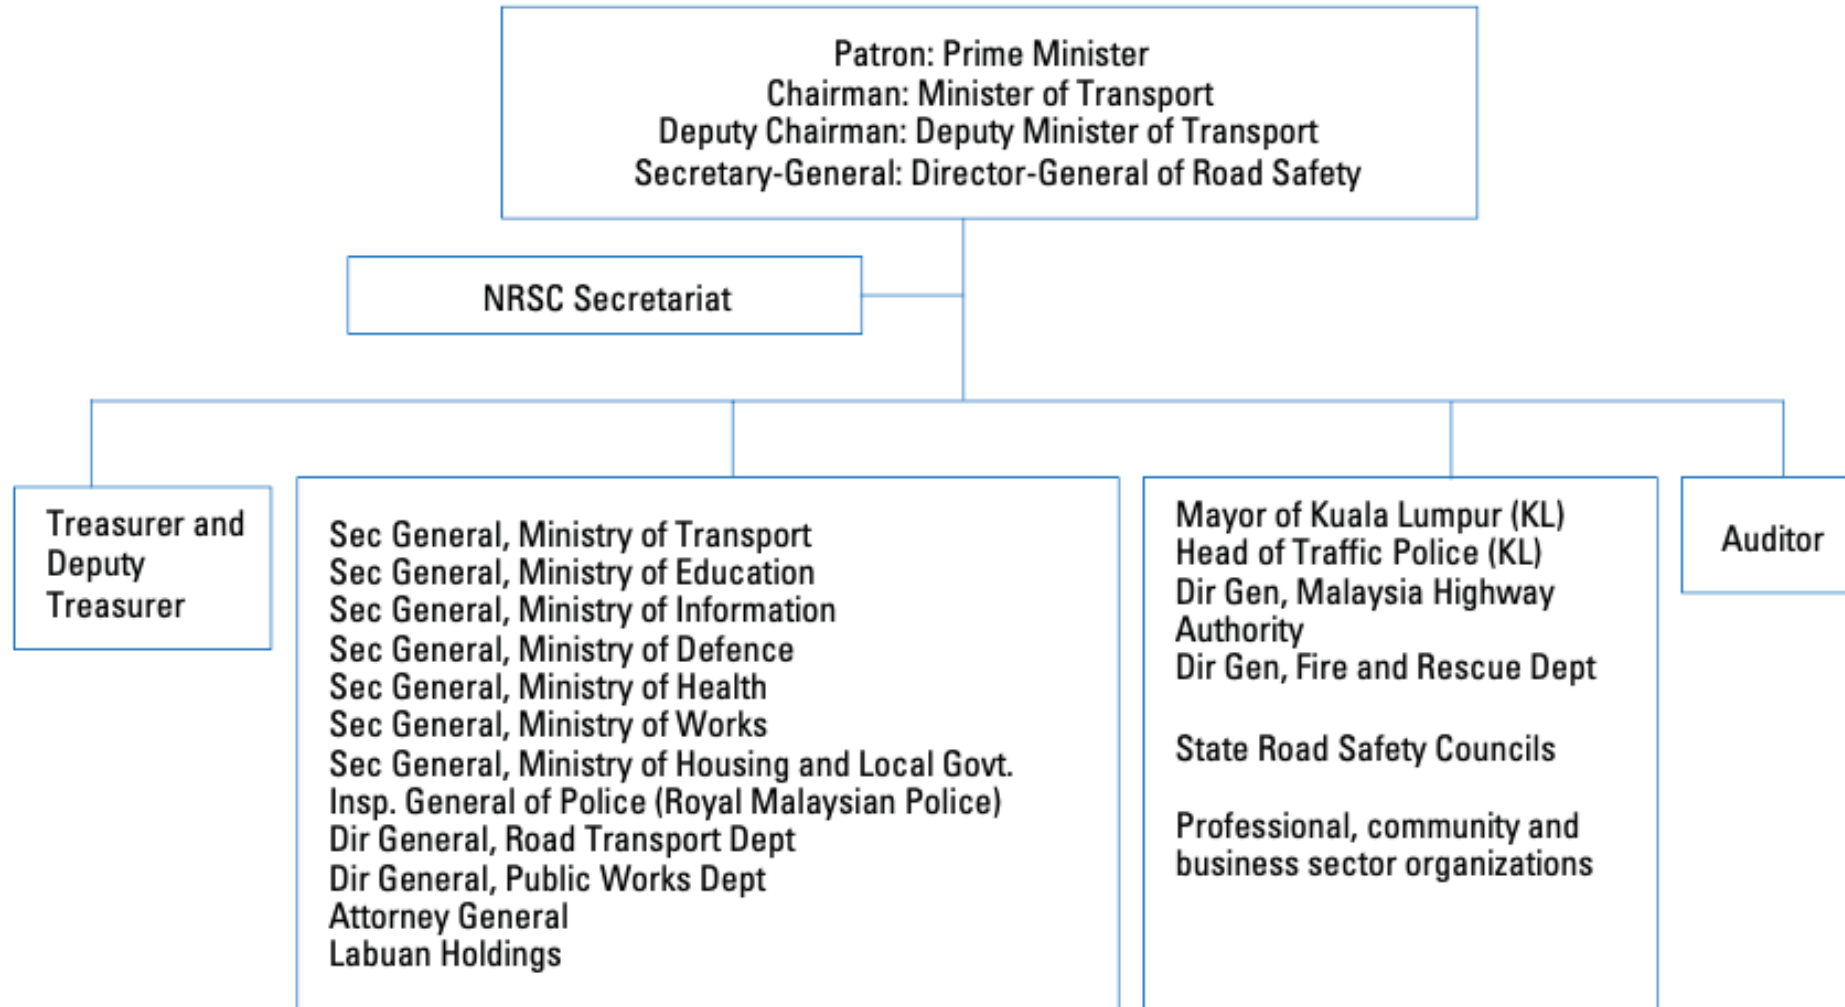 Patron: Prime Minister
Chairman: Minister of Transport
Deputy Chairman: Deputy Minister of Transport
Secretary-General: Director-General of Road Safety
NRSC Secretariat
Treasurer and
Deputy
Treasurer
Sec General, Ministry of Transport
Sec General, Ministry of Education
Sec General, Ministry of Information
Sec General, Ministry of Defence
Sec General, Ministry of Health
Sec General, Ministry of Works
Sec General, Ministry of Housing and Local Govt.
Insp. General of Police (Royal Malaysian Police)
Dir General, Road Transport Dept
Dir General, Public Works Dept
Attorney General
Labuan Holdings
Mayor of Kuala Lumpur (KL)
Head of Traffic Police (KL)
Dir Gen, Malaysia Highway
Authority
Dir Gen, Fire and Rescue Dept
State Road Safety Councils
Professional, community and
business sector organizations
Auditor